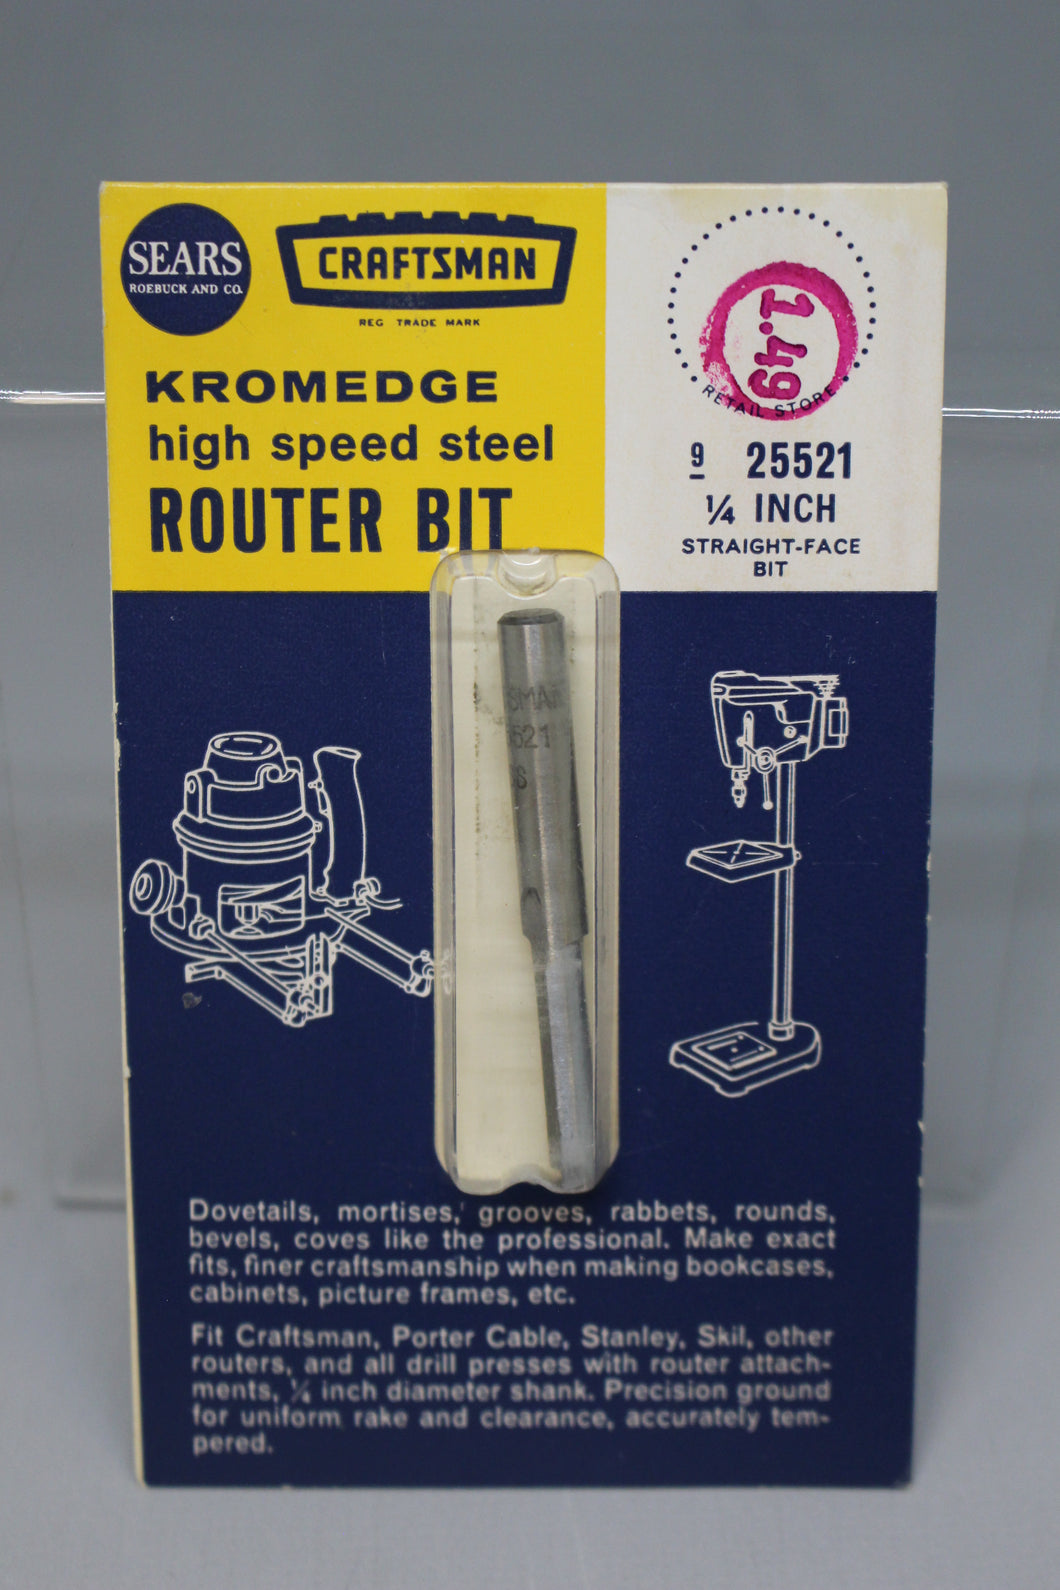 SEARS
ROEBUCK AND CO.
CRAFTSMAN
REG TRADE MARK
KROMEDGE
high speed steel
ROUTER BIT
1.49
RETAIL STORE
9 25521
¼ INCH
STRAIGHT-FACE
BIT
SMAN
5521
Dovetails, mortises, grooves, rabbets, rounds,
bevels, coves like the professional. Make exact
fits, finer craftsmanship when making bookcases,
cabinets, picture frames, etc.
Fit Craftsman, Porter Cable, Stanley, Skil, other
routers, and all drill presses with router attach-
ments, ¼ inch diameter shank. Precision ground
for uniform rake and clearance, accurately tem-
pered.